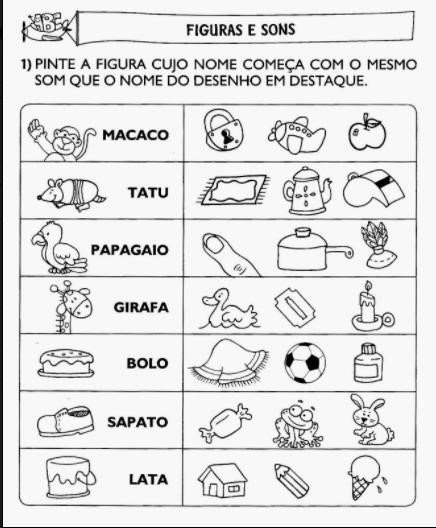 ABF
FIGURAS E SONS
1) PINTE A FIGURA CUJO NOME COMEÇA COM O MESMO
SOM QUE O NOME DO DESENHO EM DESTAQUE.
MACACO
TATU
PAPAGAIO
GIRAFA
BOLO
SAPATO
LATA